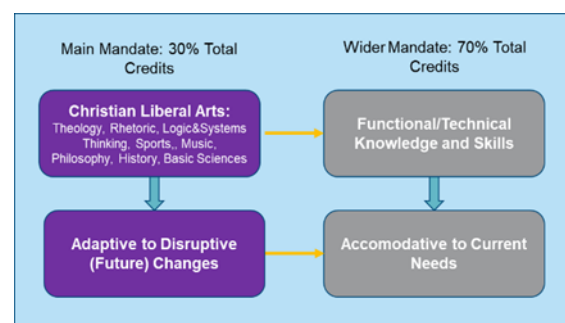 Main Mandate: 30% Total
Credits
Wider Mandate: 70% Total
Credits
Christian Liberal Arts:
Theology, Rhetoric, Logic&Systems
Thinking, Sports,, Music,
Philosophy, History, Basic Sciences
Functional/Technical
Knowledge and Skills
Adaptive to Disruptive
(Future) Changes
Accomodative to Current
Needs